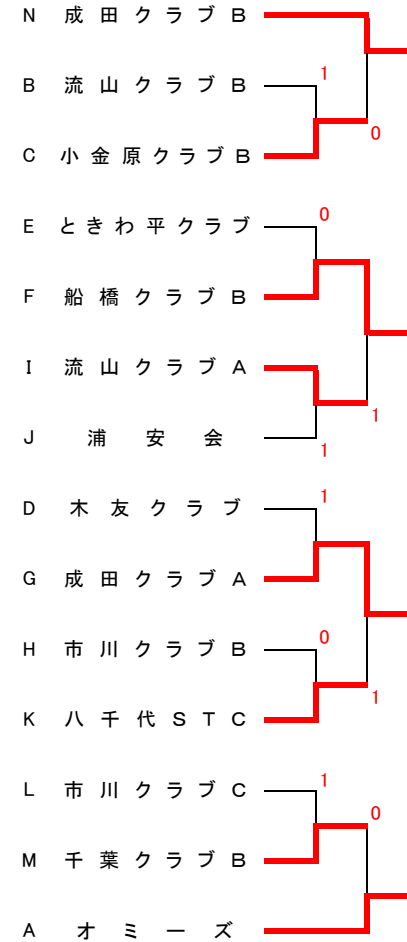 N 成田クラブB
1
B 流山クラブB
0
C 小金原クラブB
0
E ときわ平クラブ
F 船橋クラブB
I 流山クラブA
1
J 浦安会
1
1
D 木友クラブ
G 成田クラブA
0
H 市川クラブB
1
K 八千代STC
1
L 市川クラブC
0
M 千葉クラブB
A オミーズ